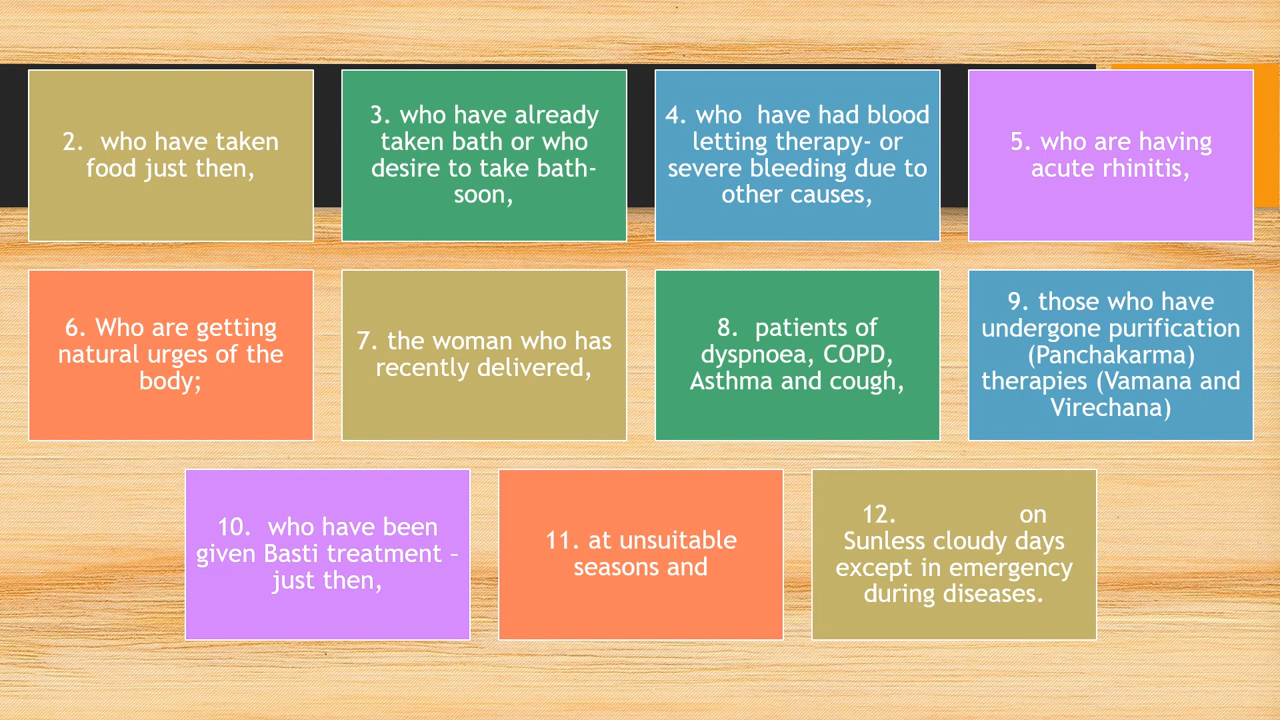 2.  who have taken
food just then,
3. who have already
taken bath or who
desire to take bath-
soon,
4. who  have had blood
letting therapy- or
severe bleeding due to
other causes,
5. who are having
acute rhinitis,
6. Who are getting
natural urges of the
body;
7. the woman who has
recently delivered,
8.  patients of
dyspnoea, COPD,
Asthma and cough,
9. those who have
undergone purification
(Panchakarma)
therapies (Vamana and
Virechana)
10.  who have been
given Basti treatment –
just then,
11. at unsuitable
seasons and
12.                on
Sunless cloudy days
except in emergency
during diseases.